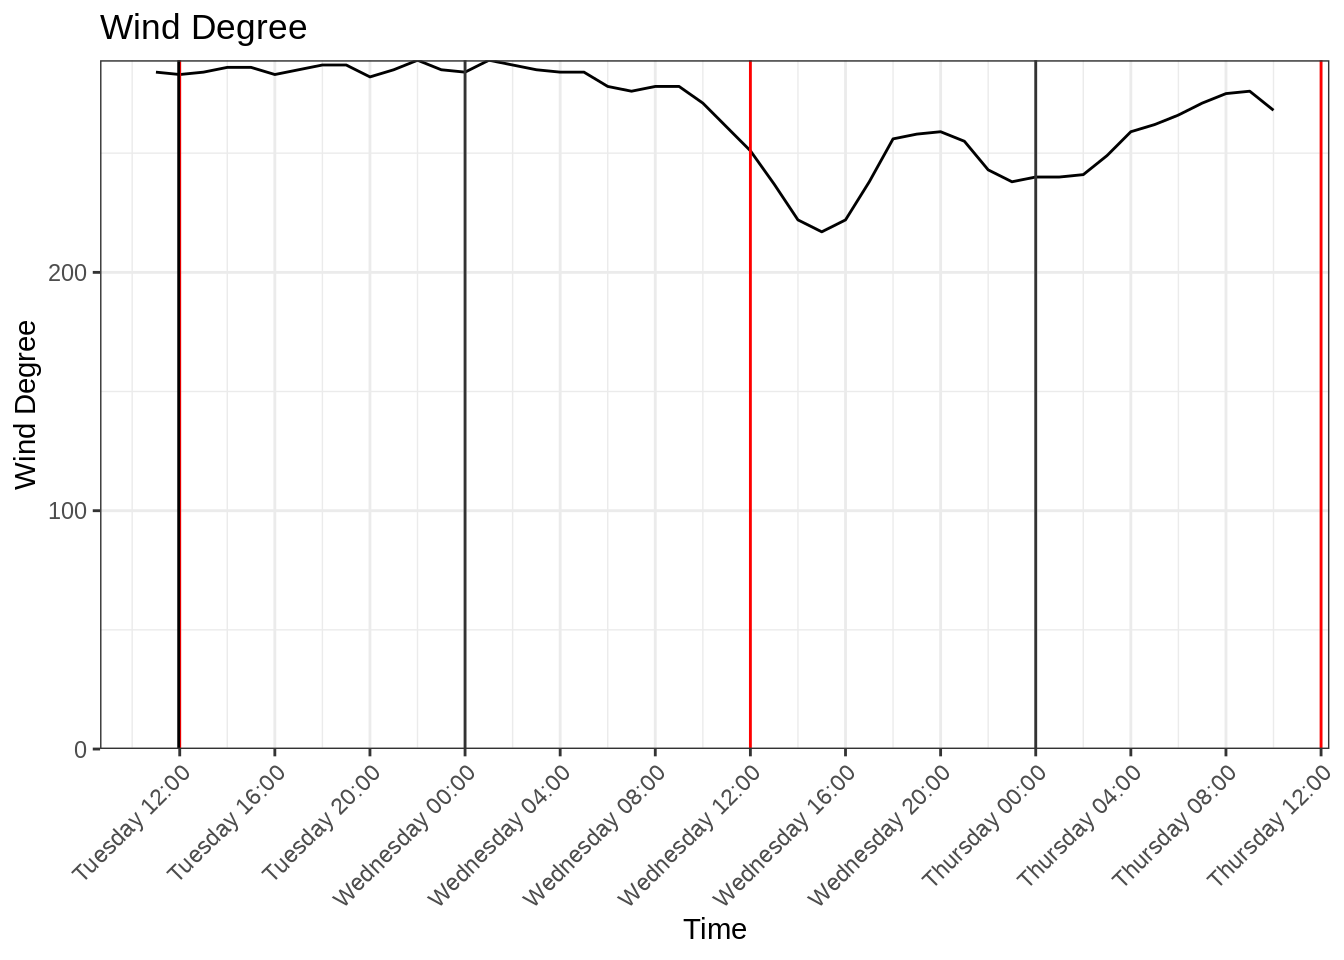 Wind Degree
Wind Degree
200
100
0
Tuesday 12:00
Tuesday 16:00
Tuesday 20:00
Wednesday 00:00
Wednesday 04:00
Wednesday 08:00
Wednesday 12:00
Wednesday 16:00
Wednesday 20:00
Thursday 00:00
Thursday 04:00
Thursday 08:00
Thursday 12:00
Time